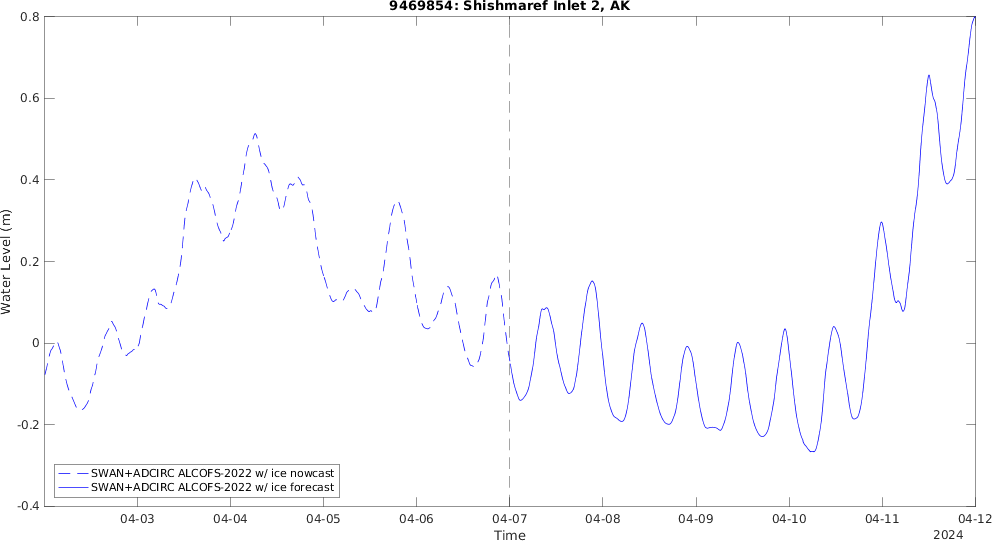 9469854: Shishmaref Inlet 2, AK
0.8
0.6
0.4
0.2
0
-0.2
-0.4
Water Level (m)
SWAN+ADCIRC ALCOFS-2022 w/ ice nowcast
SWAN+ADCIRC ALCOFS-2022 w/ ice forecast
04-03 04-04 04-05 04-06 04-07 04-08 04-09 04-10 04-11 04-12
Time
2024